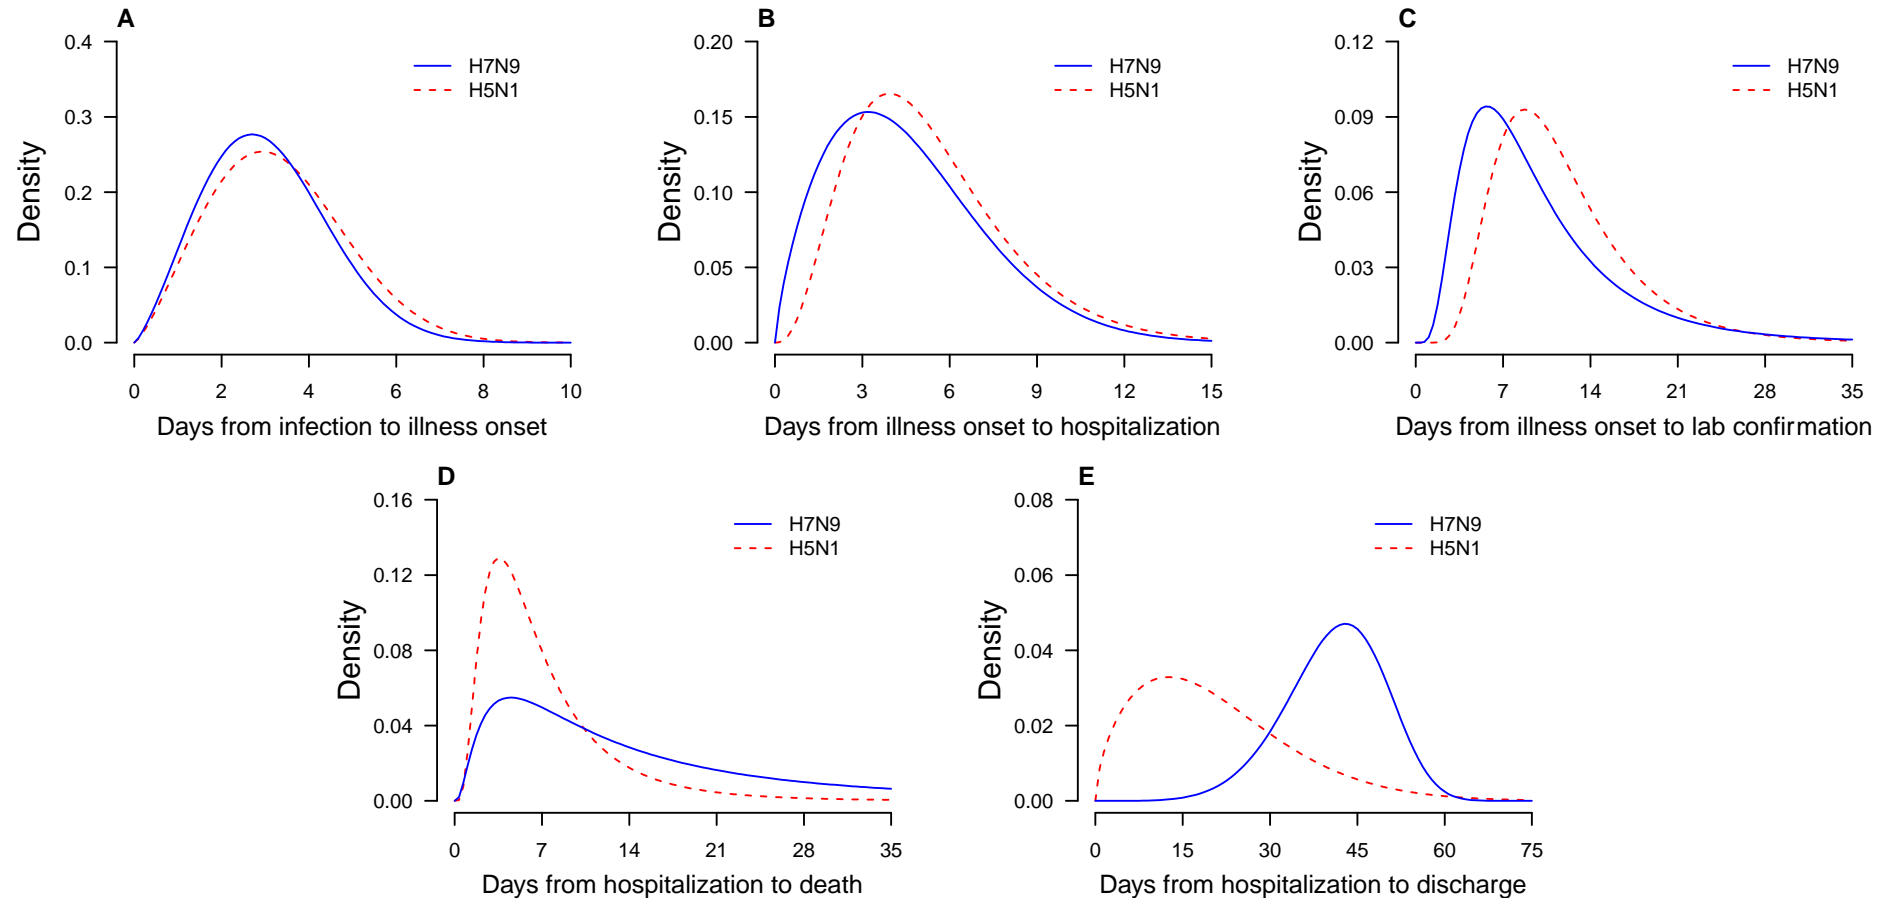 A
B
C
0.4
0.3
0.2
0.1
0.0
Density
H7N9
H5N1
0
2
4
6
8
10
Days from infection to illness onset
0.20
0.15
0.10
0.05
0.00
Density
H7N9
H5N1
0
3
6
9
12
15
Days from illness onset to hospitalization
0.12
0.09
0.06
0.03
0.00
Density
H7N9
H5N1
0
7
14
21
28
35
Days from illness onset to lab confirmation
D
E
0.16
0.12
0.08
0.04
0.00
Density
H7N9
H5N1
0
7
14
21
28
35
Days from hospitalization to death
0.08
0.06
0.04
0.02
0.00
Density
H7N9
H5N1
0
15
30
45
60
75
Days from hospitalization to discharge